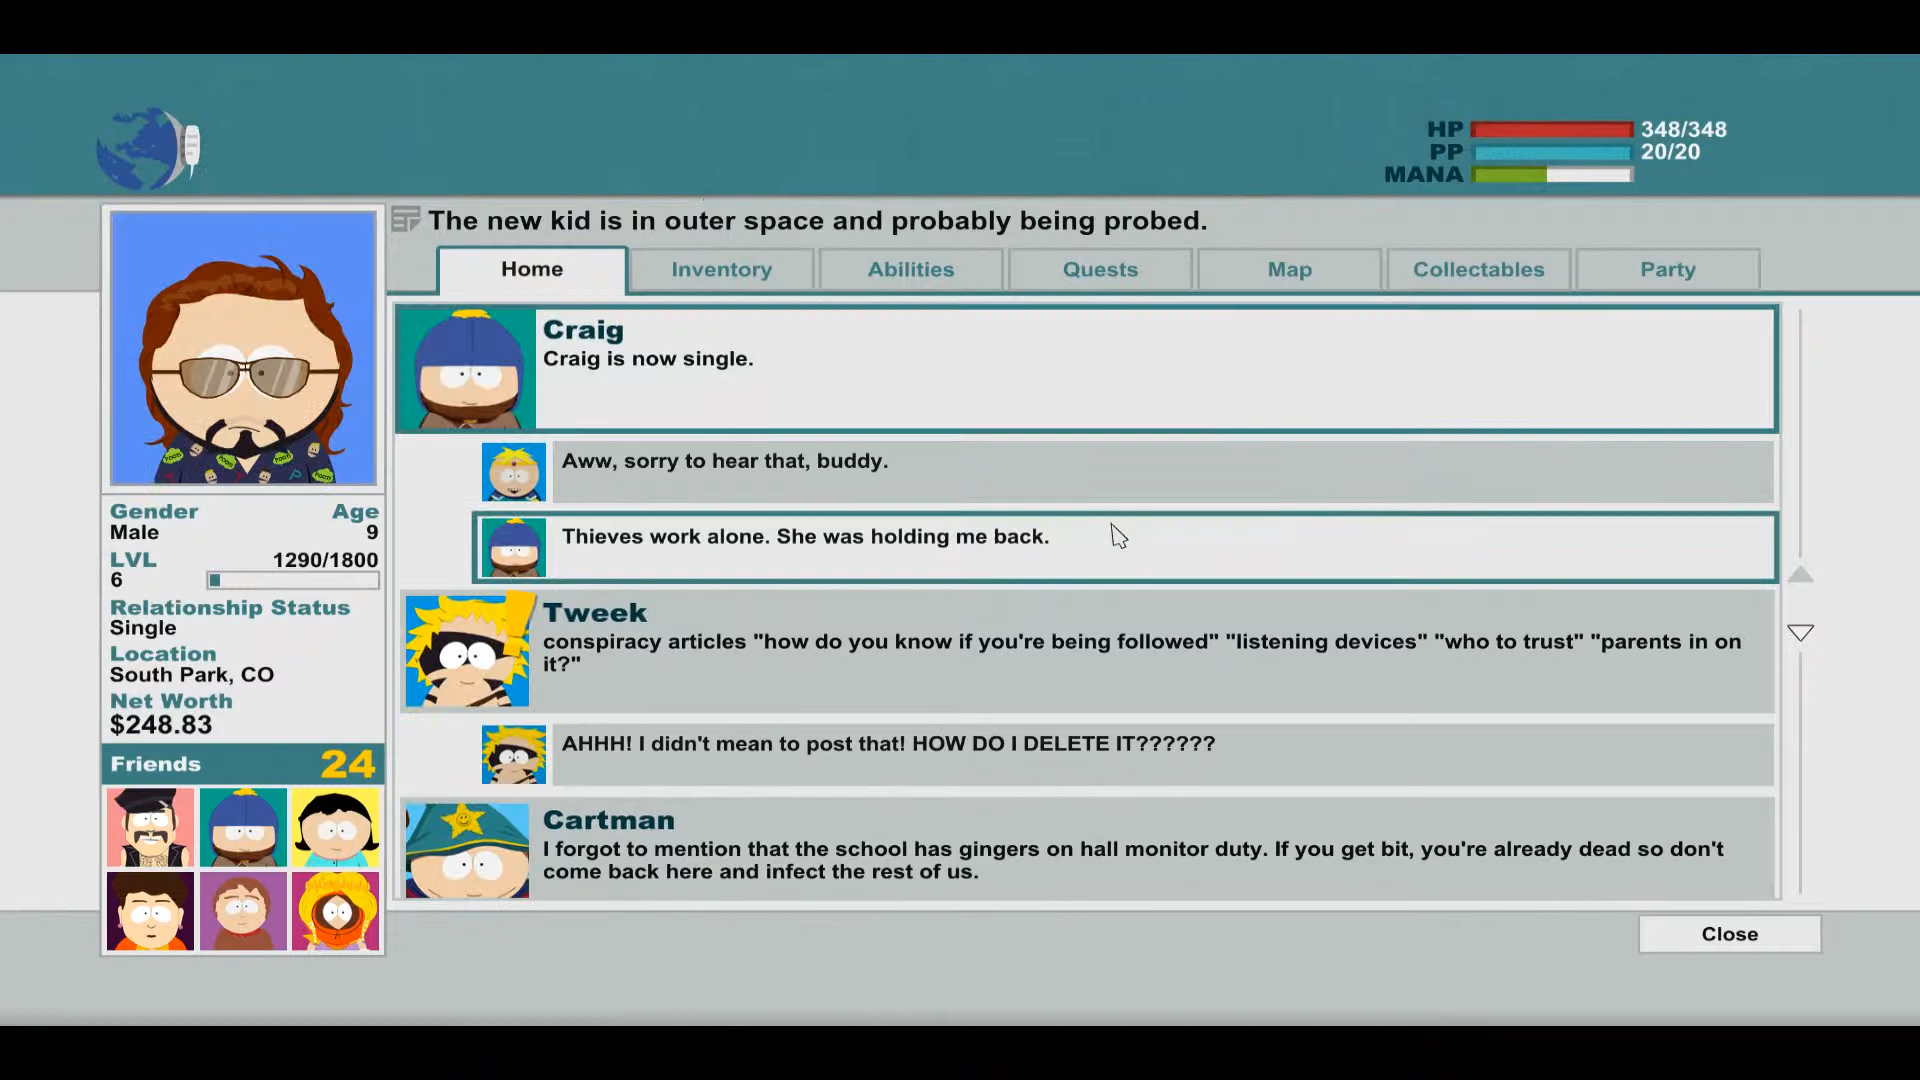 HP 348/348
PP 20/20
MANA
The new kid is in outer space and probably being probed.
Home Inventory Abilities Quests Map Collectables Party
Craig
Craig is now single.
Aww, sorry to hear that, buddy.
Thieves work alone. She was holding me back.
Tweek
conspiracy articles "how do you know if you're being followed" "listening devices" "who to trust" "parents in on
it?"
AHHH! I didn't mean to post that! HOW DO I DELETE IT??????
Cartman
I forgot to mention that the school has gingers on hall monitor duty. If you get bit, you're already dead so don't
come back here and infect the rest of us.
Gender Age
Male 9
LVL 1290/1800
6
Relationship Status
Single
Location
South Park, CO
Net Worth
$248.83
Friends 24
Close